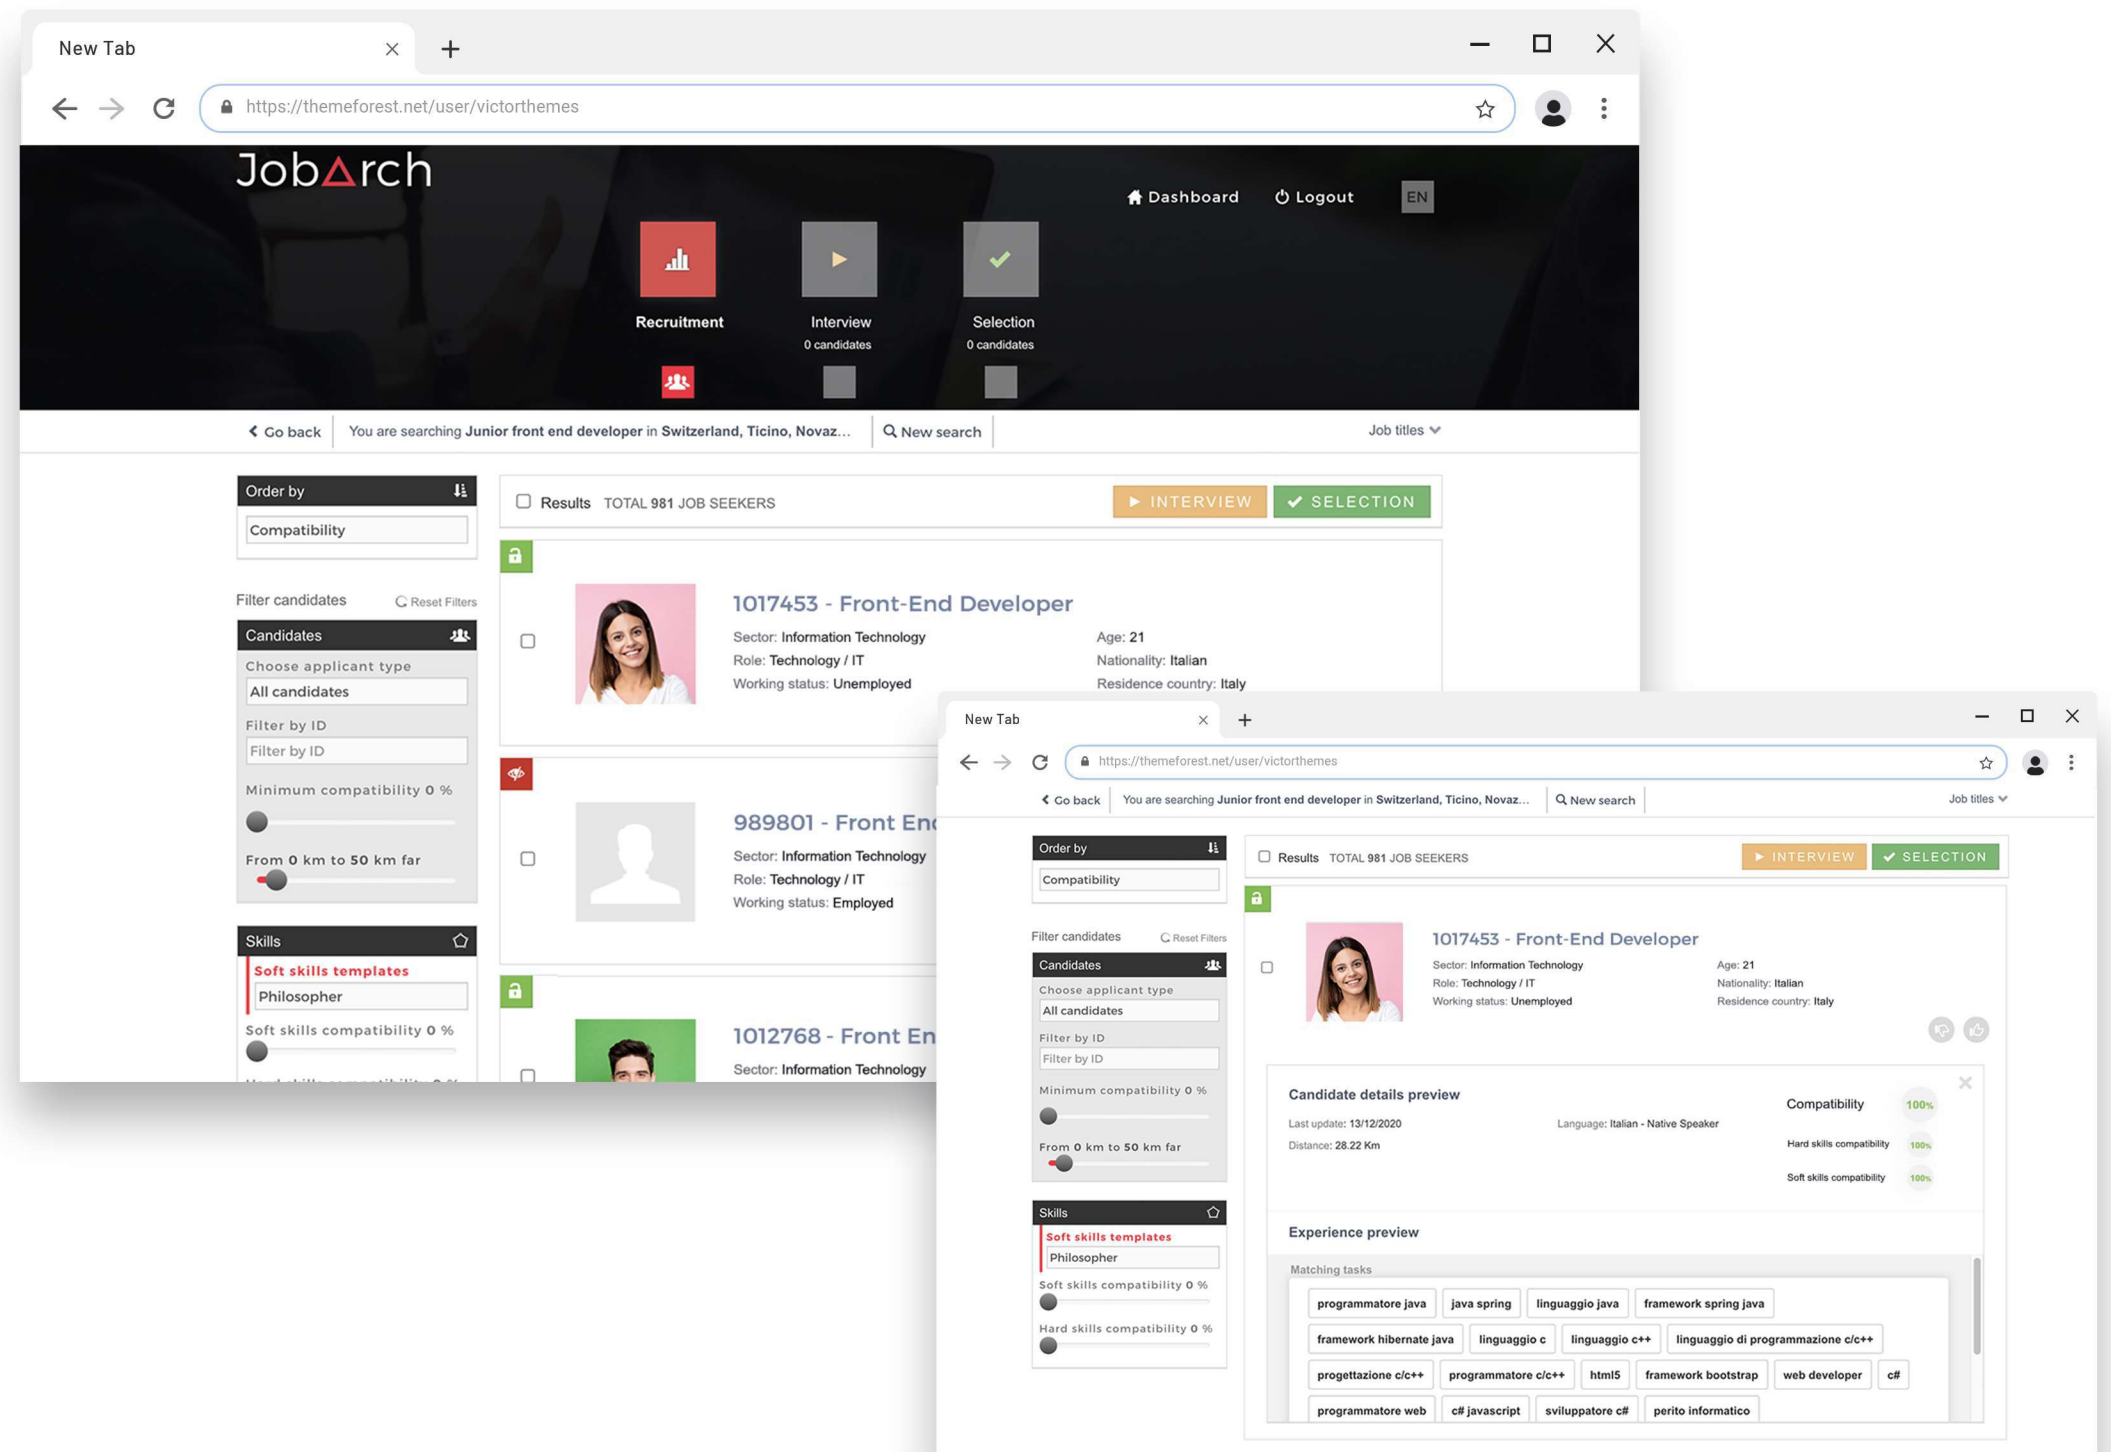 New Tab
https://themeforest.net/user/victorthemes
Jobarch
Dashboard Logout EN
Recruitment Interview Selection
0 candidates 0 candidates
Go back You are searching Junior front end developer in Switzerland, Ticino, Novaz... New search Job titles
Order by
Compatibility
Filter candidates Reset Filters
Candidates
Choose applicant type
All candidates
Filter by ID
Filter by ID
Minimum compatibility 0 %
From 0 km to 50 km far
Skills
Soft skills templates
Philosopher
Soft skills compatibility 0 %
Results TOTAL 981 JOB SEEKERS INTERVIEW SELECTION
1017453 - Front-End Developer
Sector: Information Technology Age: 21
Role: Technology / IT Nationality: Italian
Working status: Unemployed Residence country: Italy
989801 - Front
Sector: Information Technology
Role: Technology / IT
Working status: Employed
1012768 - Front
Sector: Information Technology
New Tab
https://themeforest.net/user/victorthemes
Go back You are searching Junior front end developer in Switzerland, Ticino, Novaz... New search Job titles
Order by
Compatibility
Filter candidates Reset Filters
Candidates
Choose applicant type
All candidates
Filter by ID
Filter by ID
Minimum compatibility 0 %
From 0 km to 50 km far
Skills
Soft skills templates
Philosopher
Soft skills compatibility 0 %
Hard skills compatibility 0 %
Results TOTAL 981 JOB SEEKERS INTERVIEW SELECTION
1017453 - Front-End Developer
Sector: Information Technology Age: 21
Role: Technology / IT Nationality: Italian
Working status: Unemployed Residence country: Italy
Candidate details preview
Last update: 13/12/2020 Language: Italian - Native Speaker
Distance: 28.22 Km
Compatibility 100%
Hard skills compatibility 100%
Soft skills compatibility 100%
Experience preview
Matching tasks
programmatore java java spring linguaggio java framework spring java
framework hibernate java linguaggio c linguaggio c++ linguaggio di programmazione c/c++
progettazione c/c++ programmatore c/c++ html5 framework bootstrap web developer c#
programmatore web c# javascript sviluppatore c# perito informatico